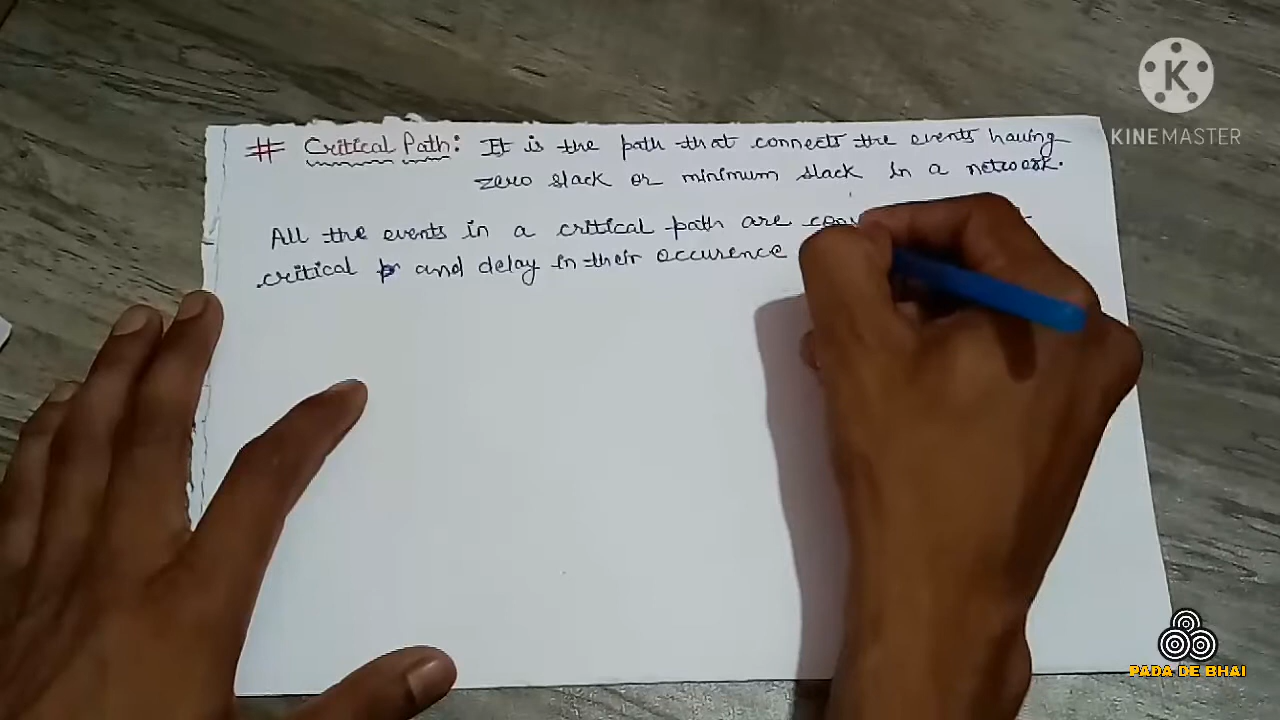 # Critical Path: It is the path that connects the events having
zero slack or minimum slack in a network.
All the events in a critical path are
critical and delay in their occurence
K
KINEMASTER
PADA DE BHAI